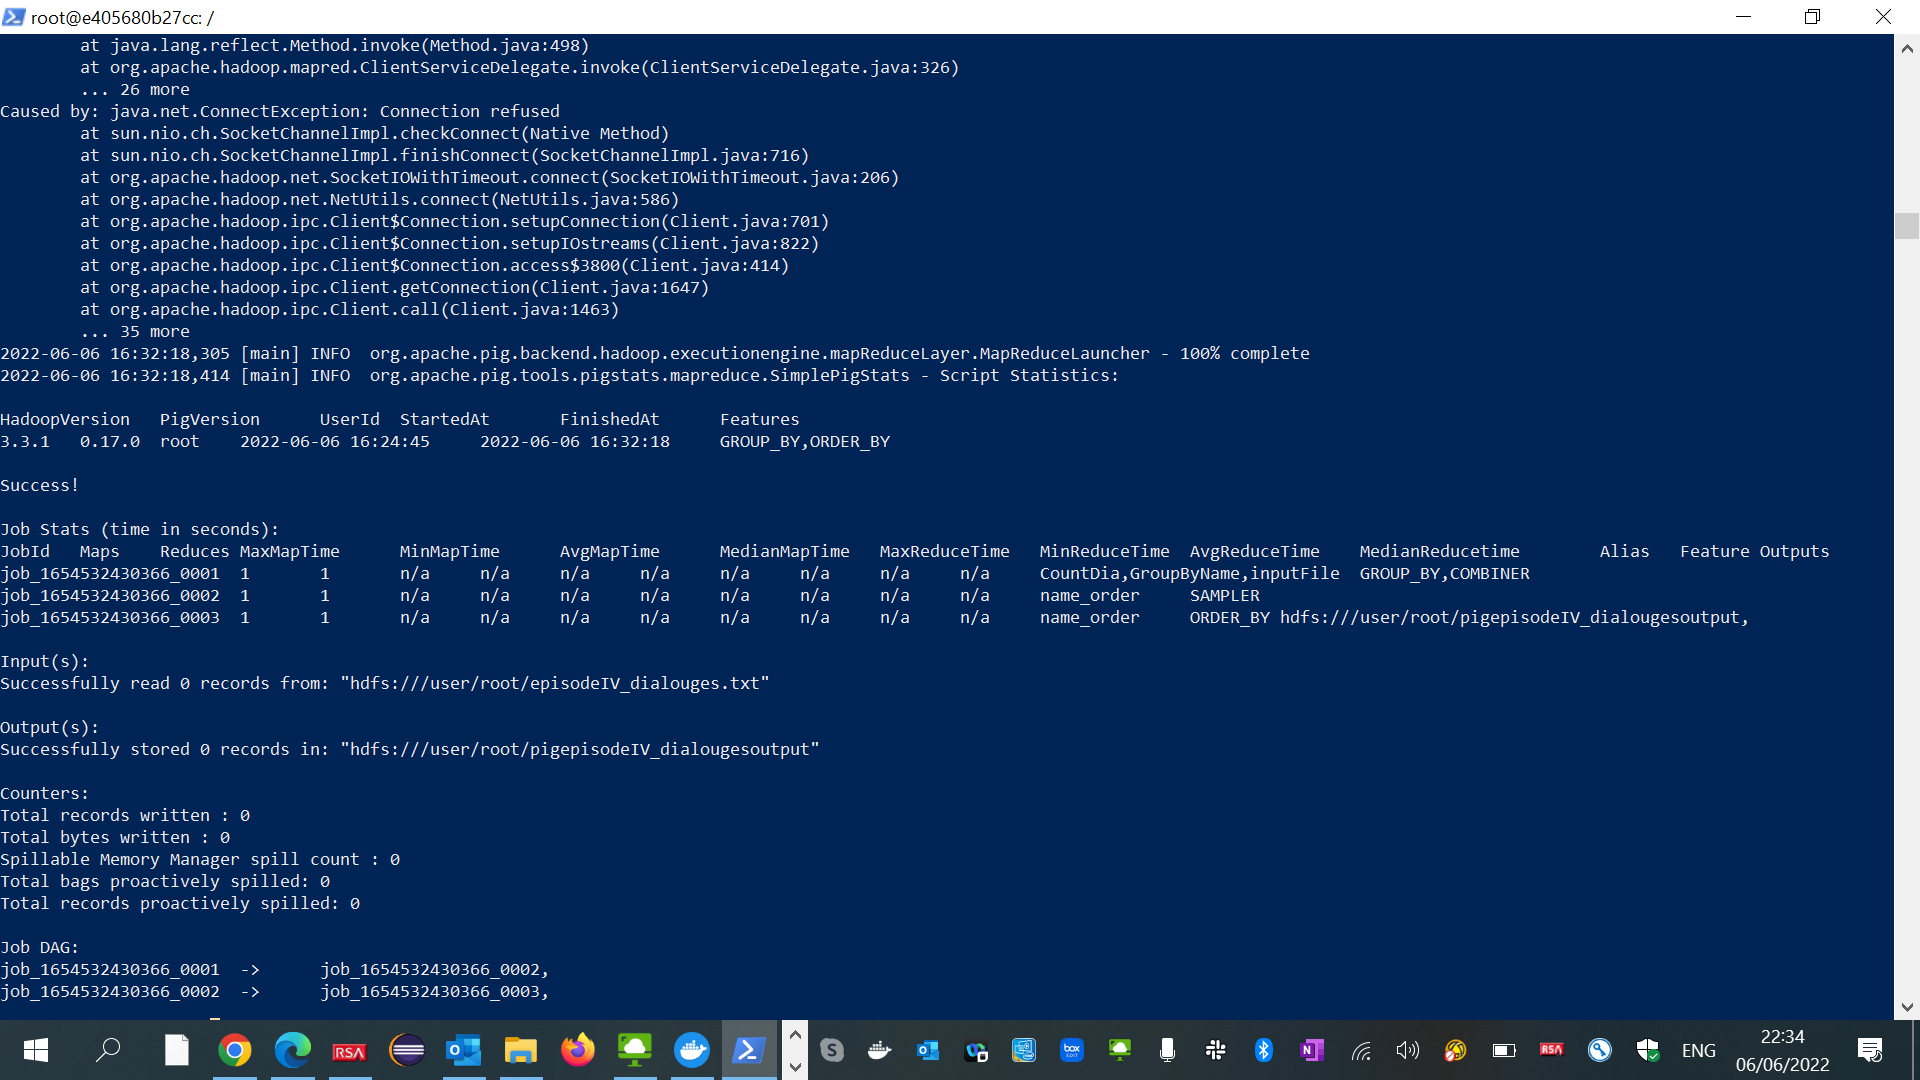 root@e405680b27cc: /
at java.lang.reflect.Method.invoke(Method.java:498)
at org.apache.hadoop.mapred.ClientServiceDelegate.invoke(ClientServiceDelegate.java:326)
... 26 more
Caused by: java.net.ConnectException: Connection refused
at sun.nio.ch.SocketChannelImpl.checkConnect(Native Method)
at sun.nio.ch.SocketChannelImpl.finishConnect(SocketChannelImpl.java:716)
at org.apache.hadoop.net.SocketIOWithTimeout.connect(SocketIOWithTimeout.java:206)
at org.apache.hadoop.net.NetUtils.connect(NetUtils.java:586)
at org.apache.hadoop.ipc.Client$Connection.setupConnection(Client.java:701)
at org.apache.hadoop.ipc.Client$Connection.setupIOstreams(Client.java:822)
at org.apache.hadoop.ipc.Client$Connection.access$3800(Client.java:414)
at org.apache.hadoop.ipc.Client.getConnection(Client.java:1647)
at org.apache.hadoop.ipc.Client.call(Client.java:1463)
... 35 more
2022-06-06 16:32:18,305 [main] INFO  org.apache.pig.backend.hadoop.executionengine.mapReduceLayer.MapReduceLauncher - 100% complete
2022-06-06 16:32:18,414 [main] INFO  org.apache.pig.tools.pigstats.mapreduce.SimplePigStats - Script Statistics:
HadoopVersion PigVersion UserId StartedAt FinishedAt Features
3.3.1 0.17.0 root 2022-06-06 16:24:45 2022-06-06 16:32:18 GROUP_BY,ORDER_BY
Success!
Job Stats (time in seconds):
JobId Maps Reduces MaxMapTime MinMapTime AvgMapTime MedianMapTime MaxReduceTime MinReduceTime AvgReduceTime MedianReducetime Alias Feature Outputs
job_1654532430366_0001 1 1 n/a n/a n/a n/a n/a n/a n/a n/a CountDia,GroupByName,inputFile GROUP_BY,COMBINER
job_1654532430366_0002 1 1 n/a n/a n/a n/a n/a n/a n/a n/a name_order SAMPLER
job_1654532430366_0003 1 1 n/a n/a n/a n/a n/a n/a n/a n/a name_order ORDER_BY hdfs:///user/root/pigepisodeIV_dialougesoutput,
Input(s):
Successfully read 0 records from: "hdfs:///user/root/episodeIV_dialouges.txt"
Output(s):
Successfully stored 0 records in: "hdfs:///user/root/pigepisodeIV_dialougesoutput"
Counters:
Total records written : 0
Total bytes written : 0
Spillable Memory Manager spill count : 0
Total bags proactively spilled: 0
Total records proactively spilled: 0
Job DAG:
job_1654532430366_0001 -> job_1654532430366_0002,
job_1654532430366_0002 -> job_1654532430366_0003,
RSA
box
RSA
ENG
22:34
06/06/2022